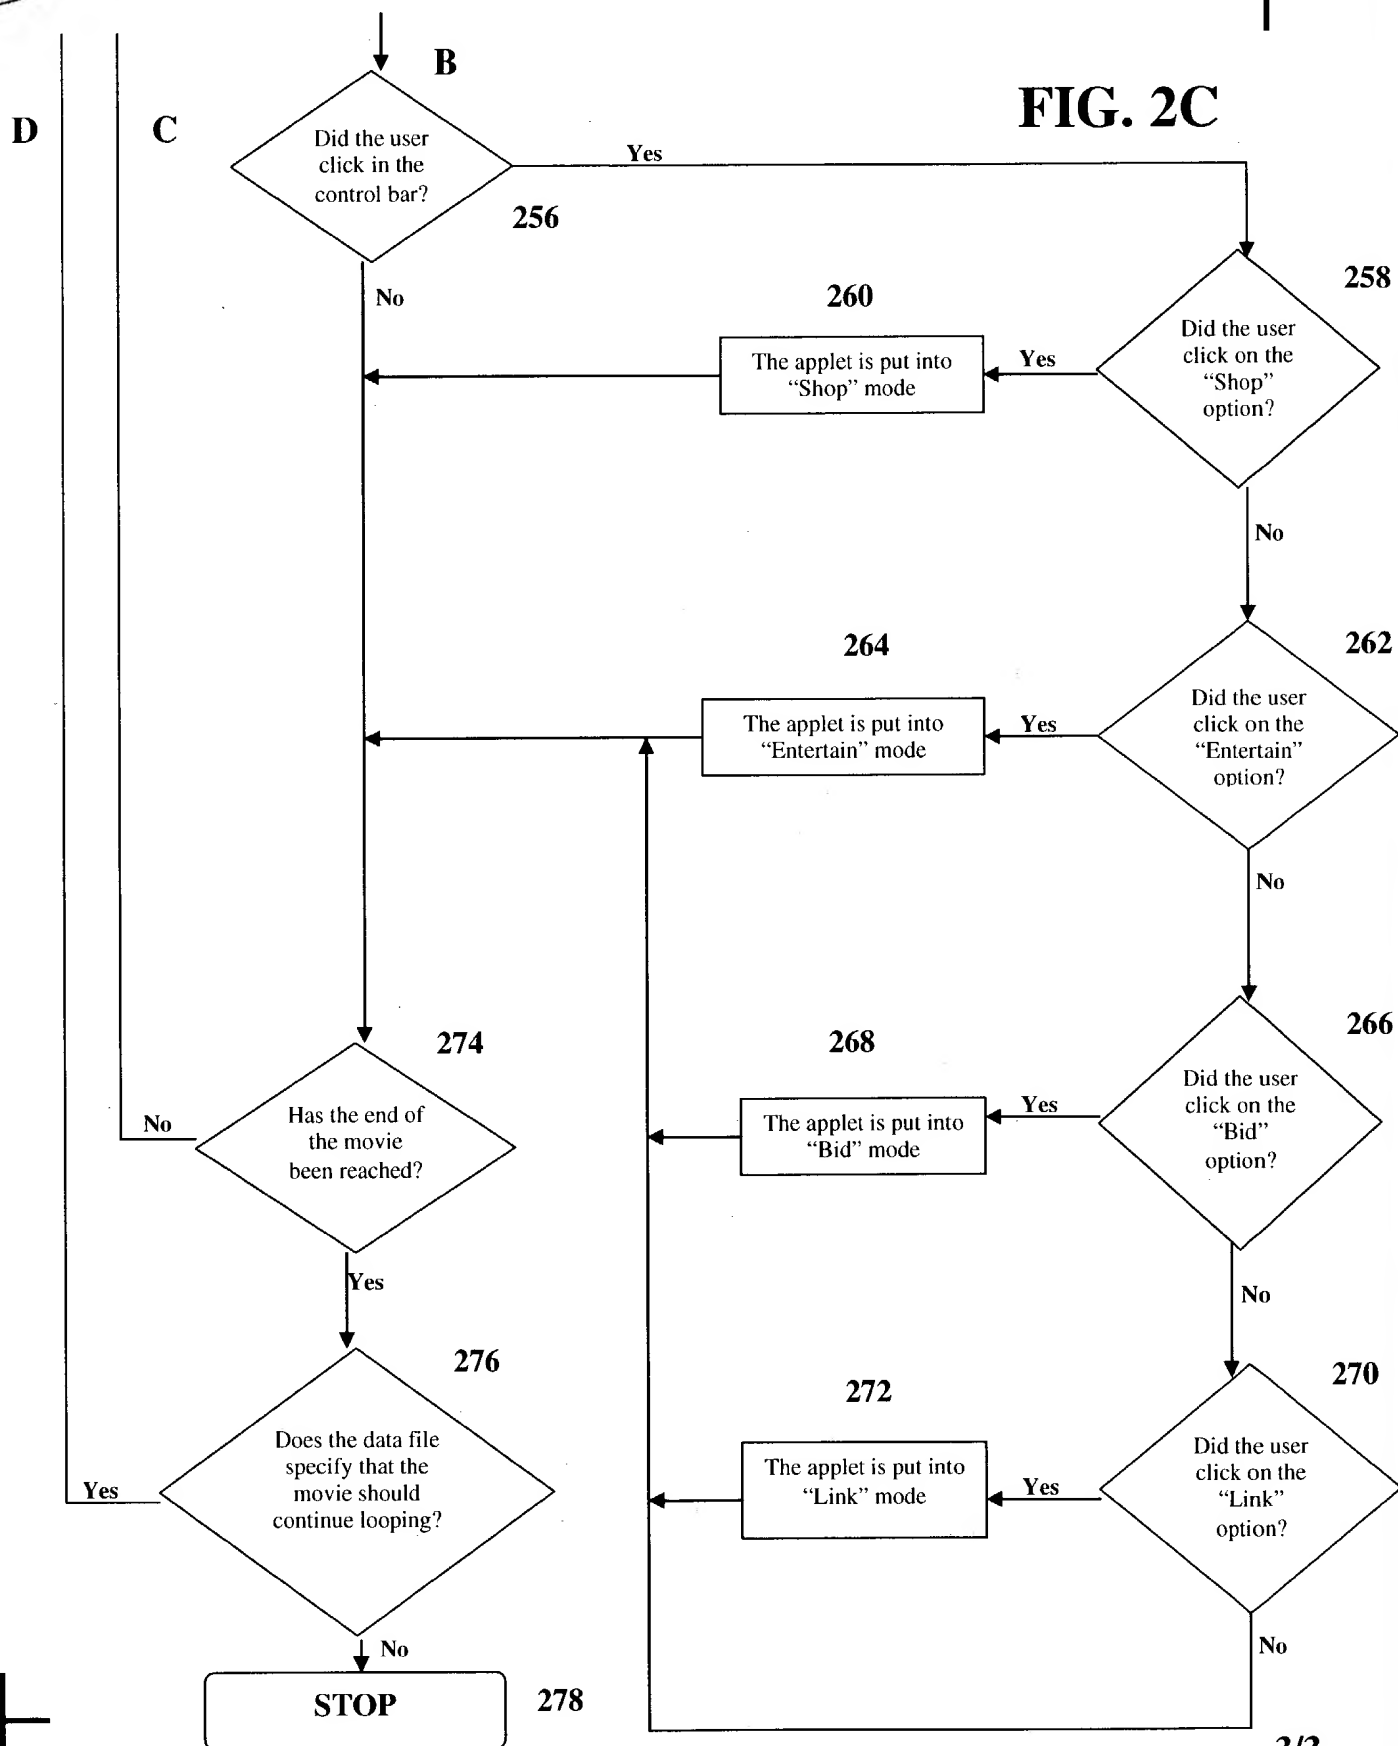 B
FIG. 2C
D
C
Did the user
click in the
control bar?
Yes
256
No
258
Did the user
click on the
“Shop”
option?
Yes
260
The applet is put into
“Shop” mode
No
262
Did the user
click on the
“Entertain”
option?
Yes
264
The applet is put into
“Entertain” mode
No
266
Did the user
click on the
“Bid”
option?
Yes
268
The applet is put into
“Bid” mode
No
270
Did the user
click on the
“Link”
option?
Yes
272
The applet is put into
“Link” mode
No
274
Has the end of
the movie
been reached?
No
Yes
276
Does the data file
specify that the
movie should
continue looping?
Yes
No
STOP
278